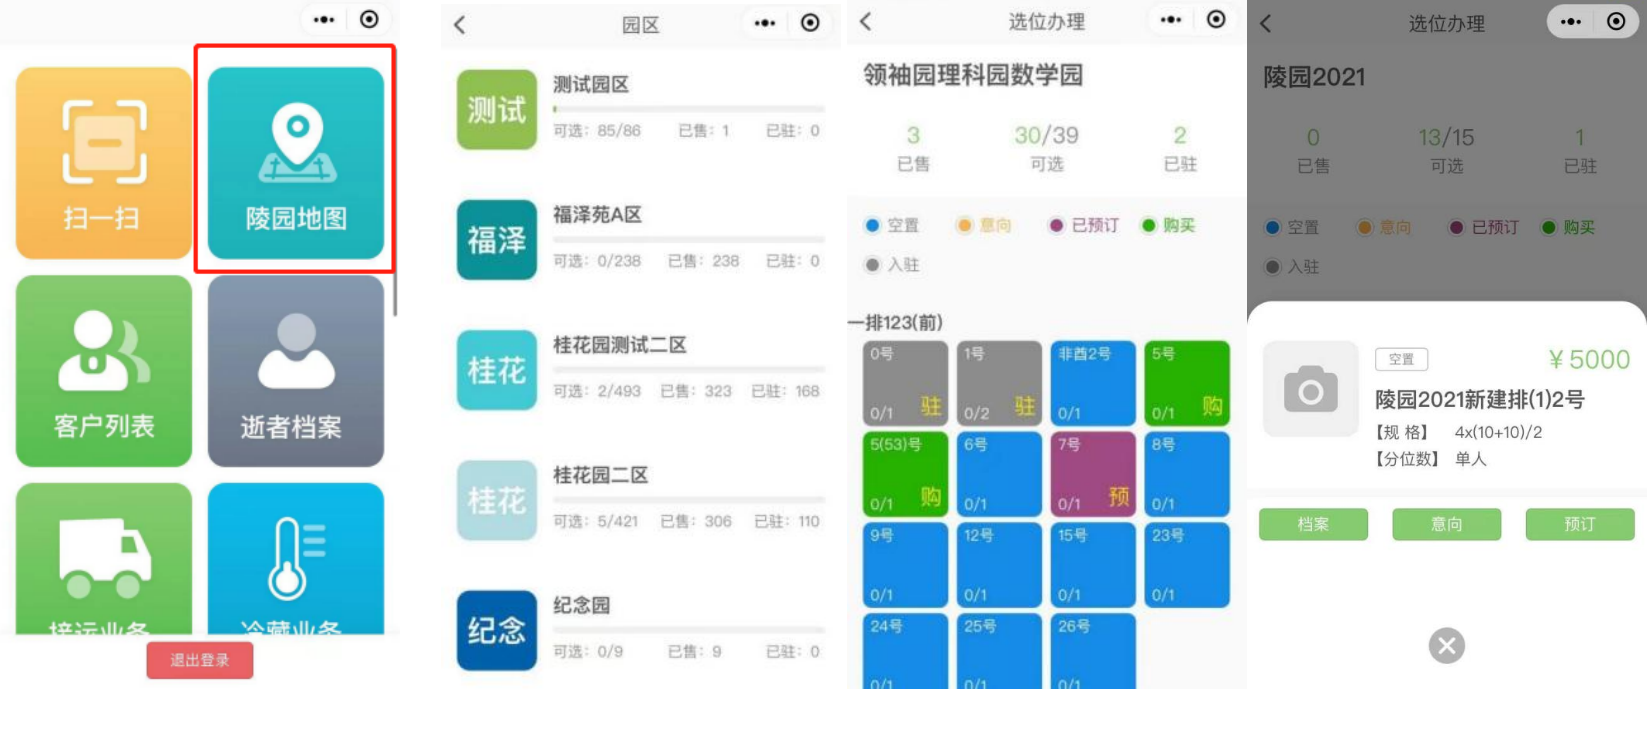 扫一扫
陵园地图
客户列表
逝者档案
接运业务
冷藏业务
退出登录
园区
测试
测试园区
可选：85/86 已售：1 已驻：0
福泽
福泽苑A区
可选：0/238 已售：238 已驻：0
桂花
桂花园测试二区
可选：2/493 已售：323 已驻：168
桂花
桂花园二区
可选：5/421 已售：306 已驻：110
纪念
纪念园
可选：0/9 已售：9 已驻：0
选位办理
领袖园理科园数学园
3 30/39 2
已售 可选 已驻
空置 意向 已预订 购买
入驻
一排123(前)
0号 1号 非酋2号 5号
0/1 驻 0/2 驻 0/1 0/1 购
5(53)号 6号 7号 8号
0/1 购 0/1 0/1 预 0/1
9号 12号 15号 23号
0/1 0/1 0/1 0/1
24号 25号 26号
0/1 0/1 0/1
选位办理
陵园2021
0 13/15 1
已售 可选 已驻
空置 意向 已预订 购买
入驻
空置 ¥5000
陵园2021新建排(1)2号
【规 格】 4x(10+10)/2
【分位数】 单人
档案 意向 预订